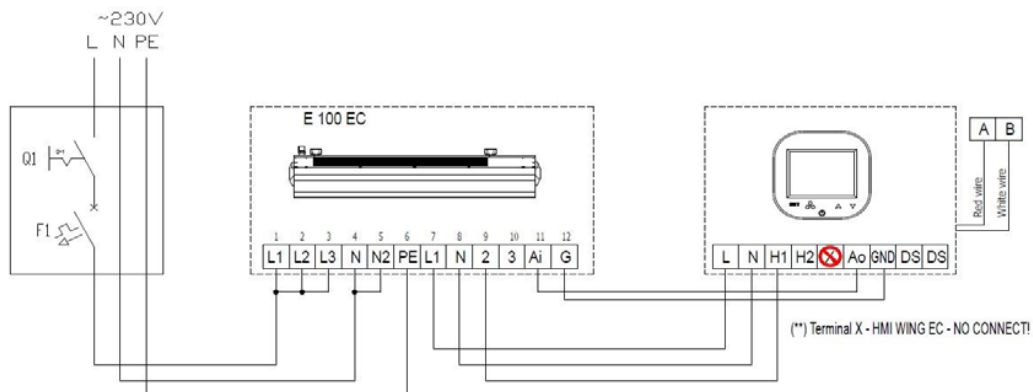 ~230V
L N PE
Q1
F1
E 100 EC
1 2 3 4 5 6 7 8 9 10 11 12
L1 L2 L3 N N2 PE L1 N 2 3 Ai G
SET
L N H1 H2 X Ao GND DS DS
A B
Red wire
White wire
(**) Terminal X - HMI WING EC - NO CONNECT!